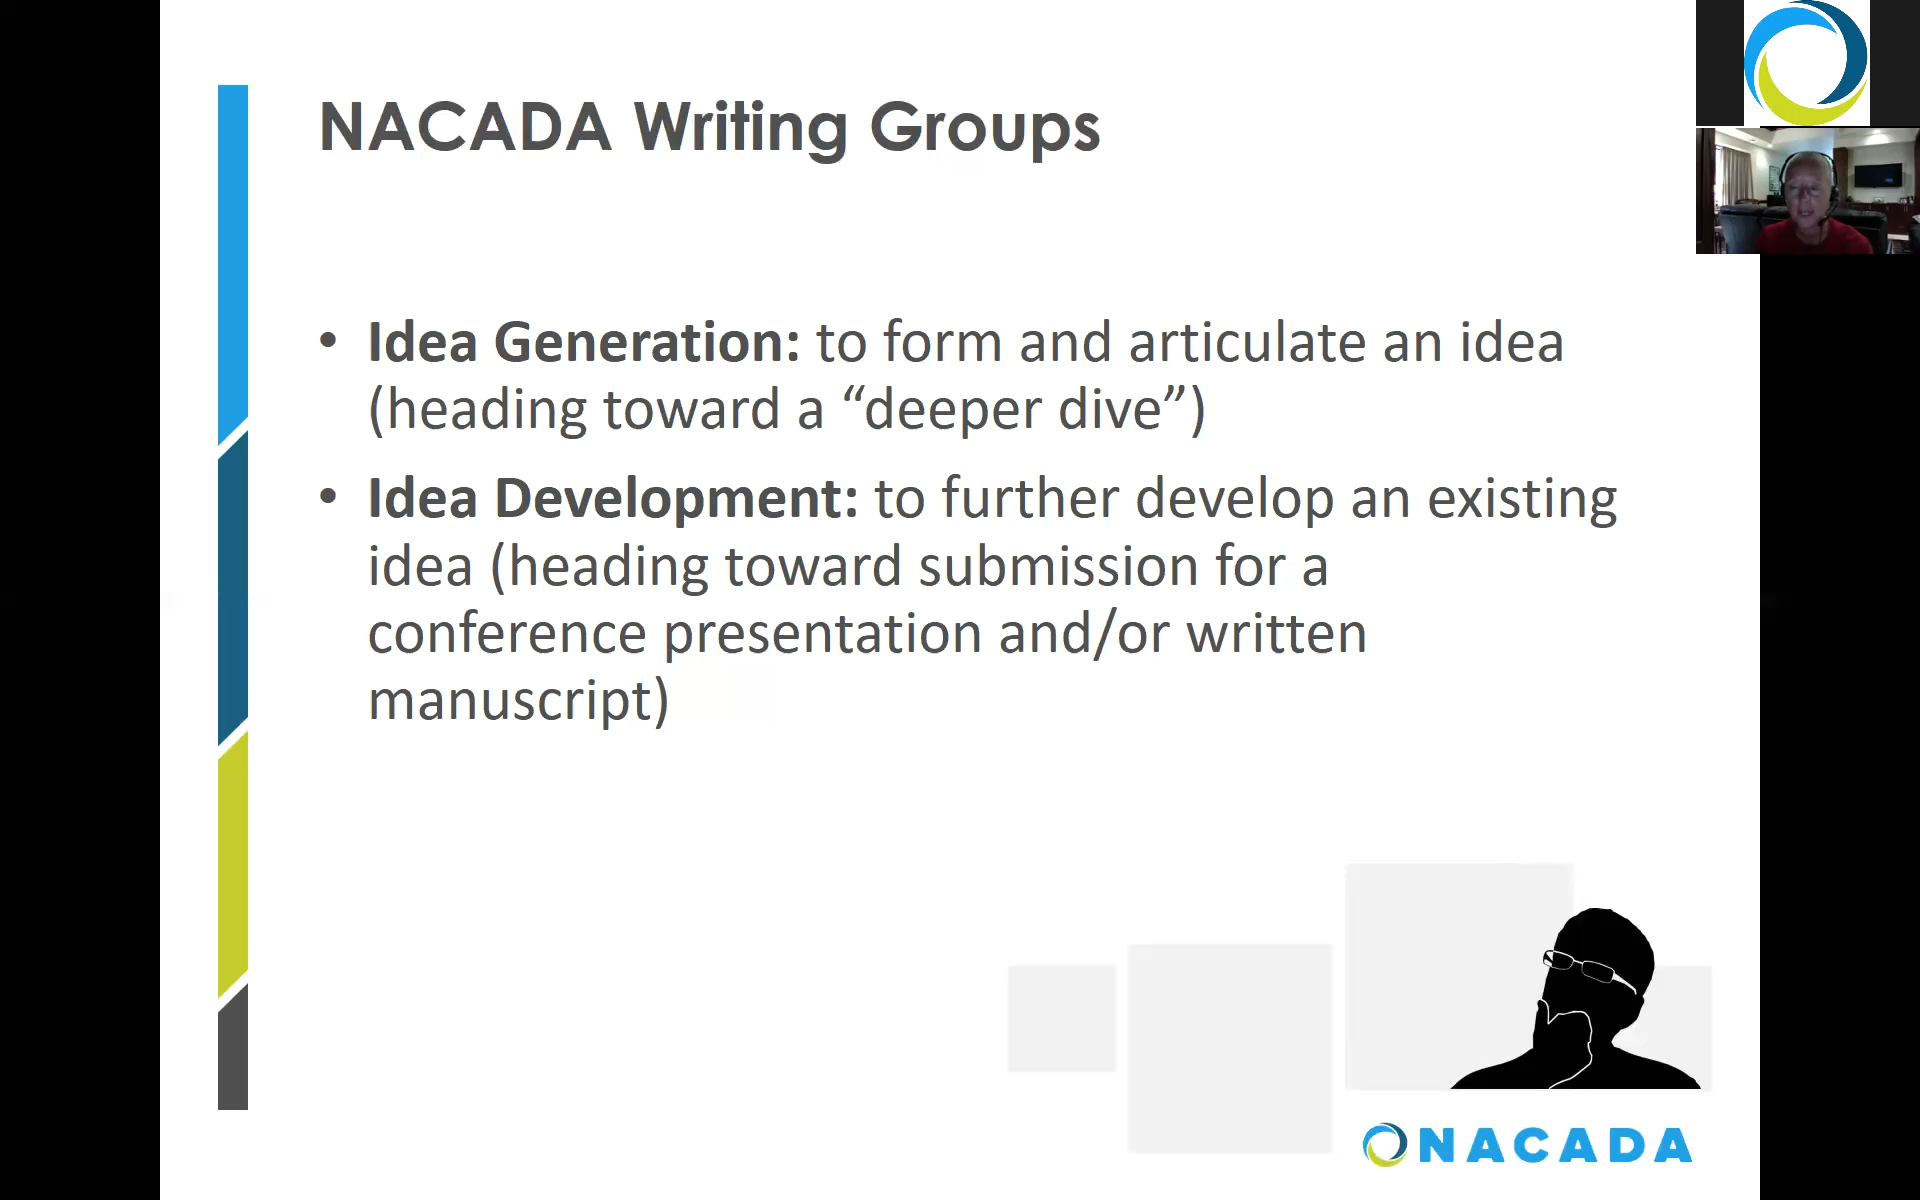 NACADA Writing Groups
• Idea Generation: to form and articulate an idea
(heading toward a “deeper dive”)
• Idea Development: to further develop an existing
idea (heading toward submission for a
conference presentation and/or written
manuscript)
NACADA